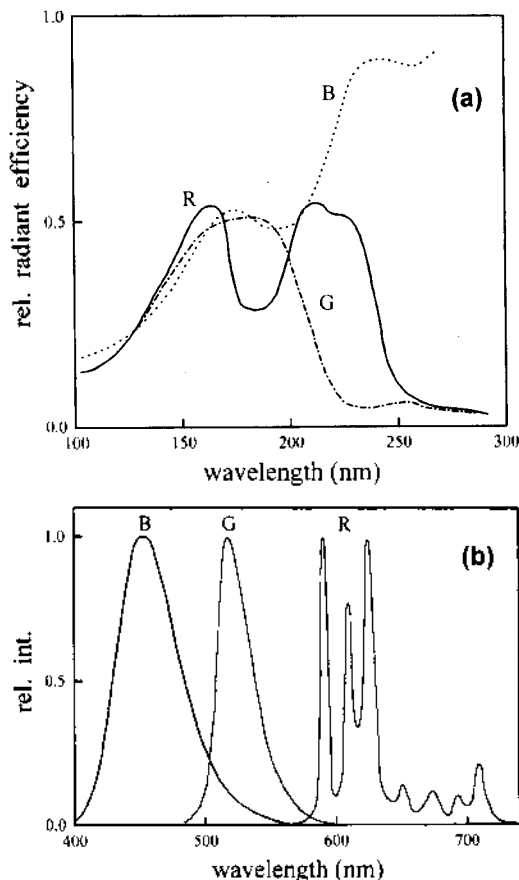 1.0
(a)
B
R
0.5
G
0.0
rel. radiant efficiency
100 150 200 250 300
wavelength (nm)
B G R
1.0
(b)
0.5
0.0
rel. int.
400 500 600 700
wavelength (nm)